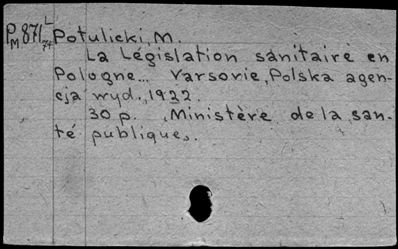 P 871 L Potulicki, M.
M 74
La Législation sanitaire en
Pologne... Varsovie, Polska agen-
cja wyd., 1922.
30 p. Ministère de la san-
té publique.